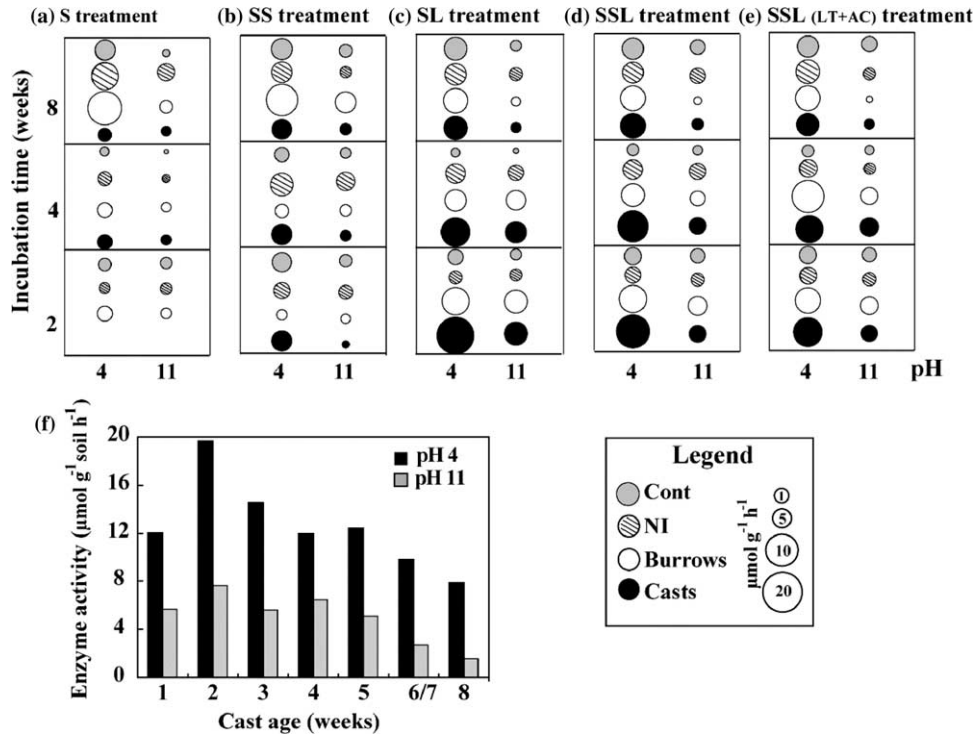 (a) S treatment (b) SS treatment (c) SL treatment (d) SSL treatment (e) SSL (LT+AC) treatment
Incubation time (weeks)
8
4
2
4 11 4 11 4 11 4 11 4 11 pH
(f)
Enzyme activity (µmol g⁻¹ soil h⁻¹)
20
16
12
8
4
0
pH 4
pH 11
1 2 3 4 5 6/7 8
Cast age (weeks)
Legend
Cont
NI
Burrows
Casts
µmol g⁻¹ h⁻¹
1
5
10
20